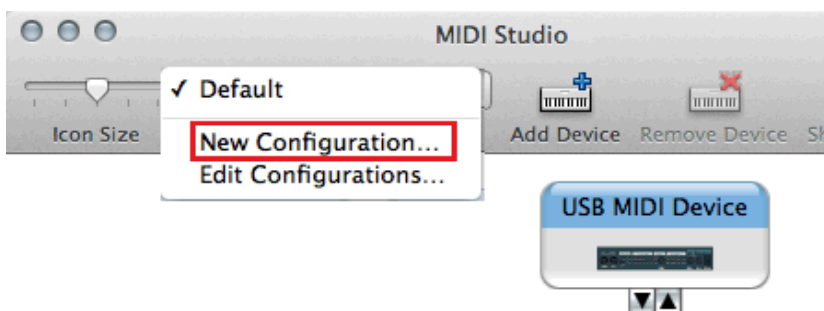 MIDI Studio
✓ Default
New Configuration...
Edit Configurations...
Icon Size
Add Device
Remove Device
USB MIDI Device